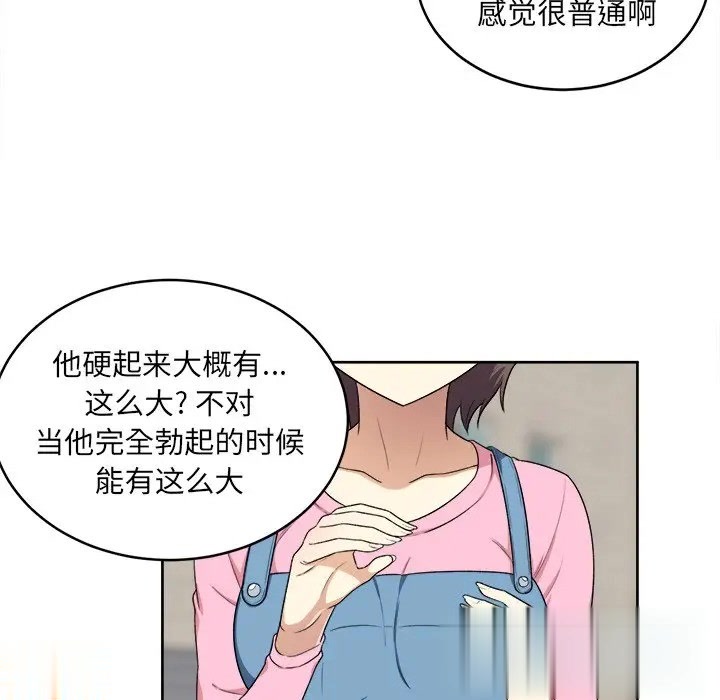 感觉很普通啊
他硬起来大概有...
这么大? 不对
当他完全勃起的时候
能有这么大